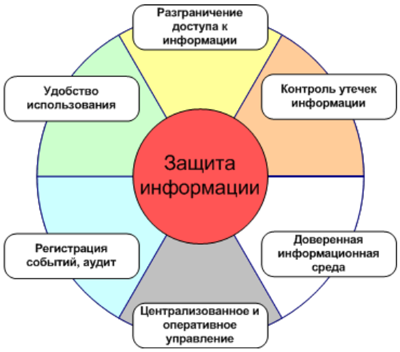 Разграничение
доступа к
информации
Удобство
использования
Контроль утечек
информации
Защита
информации
Регистрация
событий, аудит
Доверенная
информационная
среда
Централизованное и
оперативное
управление